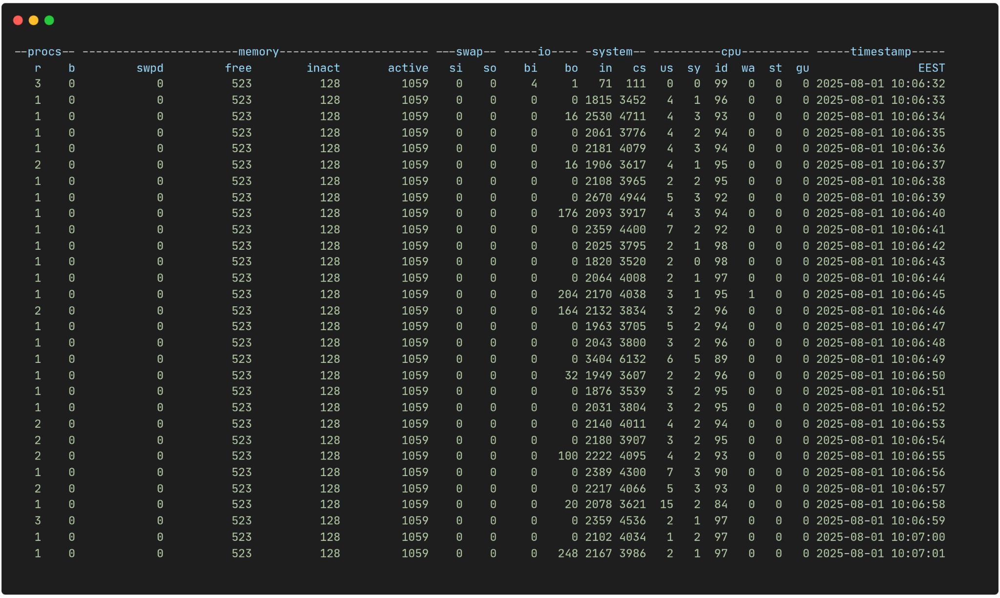 --procs-- -----------------------memory---------------------- ---swap-- -----io---- -system-- ----------cpu---------- -----timestamp-----
   r    b         swpd         free        inact       active   si   so    bi    bo   in   cs  us  sy  id  wa  st  gu                EEST
   3    0            0          523          128         1059    0    0     4     1   71  111   0   0  99   0   0   0 2025-08-01 10:06:32
   1    0            0          523          128         1059    0    0     0     0 1815 3452   4   1  96   0   0   0 2025-08-01 10:06:33
   1    0            0          523          128         1059    0    0     0    16 2530 4711   4   3  93   0   0   0 2025-08-01 10:06:34
   1    0            0          523          128         1059    0    0     0     0 2061 3776   4   2  94   0   0   0 2025-08-01 10:06:35
   1    0            0          523          128         1059    0    0     0     0 2181 4079   4   3  94   0   0   0 2025-08-01 10:06:36
   2    0            0          523          128         1059    0    0     0    16 1906 3617   4   1  95   0   0   0 2025-08-01 10:06:37
   1    0            0          523          128         1059    0    0     0     0 2108 3965   2   2  95   0   0   0 2025-08-01 10:06:38
   1    0            0          523          128         1059    0    0     0     0 2670 4944   5   3  92   0   0   0 2025-08-01 10:06:39
   1    0            0          523          128         1059    0    0     0   176 2093 3917   4   3  94   0   0   0 2025-08-01 10:06:40
   1    0            0          523          128         1059    0    0     0     0 2359 4400   7   2  92   0   0   0 2025-08-01 10:06:41
   1    0            0          523          128         1059    0    0     0     0 2025 3795   2   1  98   0   0   0 2025-08-01 10:06:42
   1    0            0          523          128         1059    0    0     0     0 1820 3520   2   0  98   0   0   0 2025-08-01 10:06:43
   1    0            0          523          128         1059    0    0     0     0 2064 4008   2   1  97   0   0   0 2025-08-01 10:06:44
   1    0            0          523          128         1059    0    0     0   204 2170 4038   3   1  95   1   0   0 2025-08-01 10:06:45
   2    0            0          523          128         1059    0    0     0   164 2132 3834   3   2  96   0   0   0 2025-08-01 10:06:46
   1    0            0          523          128         1059    0    0     0     0 1963 3705   5   2  94   0   0   0 2025-08-01 10:06:47
   1    0            0          523          128         1059    0    0     0     0 2043 3800   3   2  96   0   0   0 2025-08-01 10:06:48
   1    0            0          523          128         1059    0    0     0     0 3404 6132   6   5  89   0   0   0 2025-08-01 10:06:49
   1    0            0          523          128         1059    0    0     0    32 1949 3607   2   2  96   0   0   0 2025-08-01 10:06:50
   1    0            0          523          128         1059    0    0     0     0 1876 3539   3   2  95   0   0   0 2025-08-01 10:06:51
   1    0            0          523          128         1059    0    0     0     0 2031 3804   3   2  95   0   0   0 2025-08-01 10:06:52
   2    0            0          523          128         1059    0    0     0     0 2140 4011   4   2  94   0   0   0 2025-08-01 10:06:53
   2    0            0          523          128         1059    0    0     0     0 2180 3907   3   2  95   0   0   0 2025-08-01 10:06:54
   2    0            0          523          128         1059    0    0     0   100 2222 4095   4   2  93   0   0   0 2025-08-01 10:06:55
   1    0            0          523          128         1059    0    0     0     0 2389 4300   7   3  90   0   0   0 2025-08-01 10:06:56
   2    0            0          523          128         1059    0    0     0     0 2217 4066   5   3  93   0   0   0 2025-08-01 10:06:57
   1    0            0          523          128         1059    0    0     0    20 2078 3621  15   2  84   0   0   0 2025-08-01 10:06:58
   3    0            0          523          128         1059    0    0     0     0 2359 4536   2   1  97   0   0   0 2025-08-01 10:06:59
   1    0            0          523          128         1059    0    0     0     0 2102 4034   1   2  97   0   0   0 2025-08-01 10:07:00
   1    0            0          523          128         1059    0    0     0   248 2167 3986   2   1  97   0   0   0 2025-08-01 10:07:01